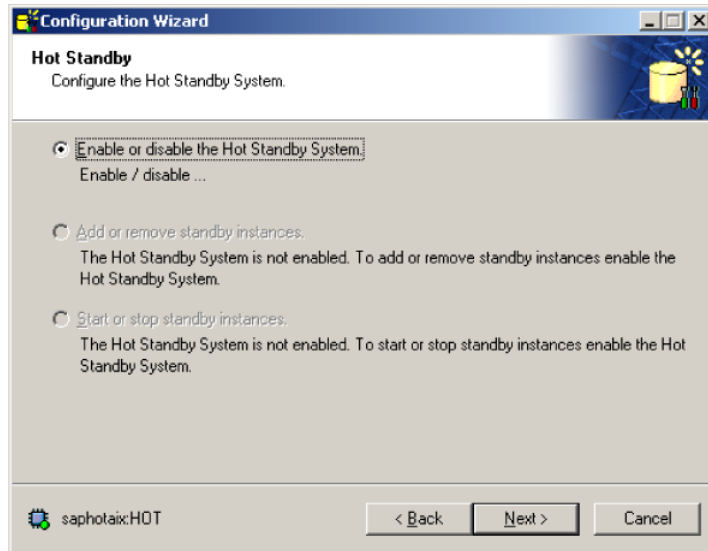 Configuration Wizard
Hot Standby
Configure the Hot Standby System.
Enable or disable the Hot Standby System.
Enable / disable ...
Add or remove standby instances.
The Hot Standby System is not enabled. To add or remove standby instances enable the
Hot Standby System.
Start or stop standby instances.
The Hot Standby System is not enabled. To start or stop standby instances enable the Hot
Standby System.
saphotaix:HOT
< Back
Next >
Cancel